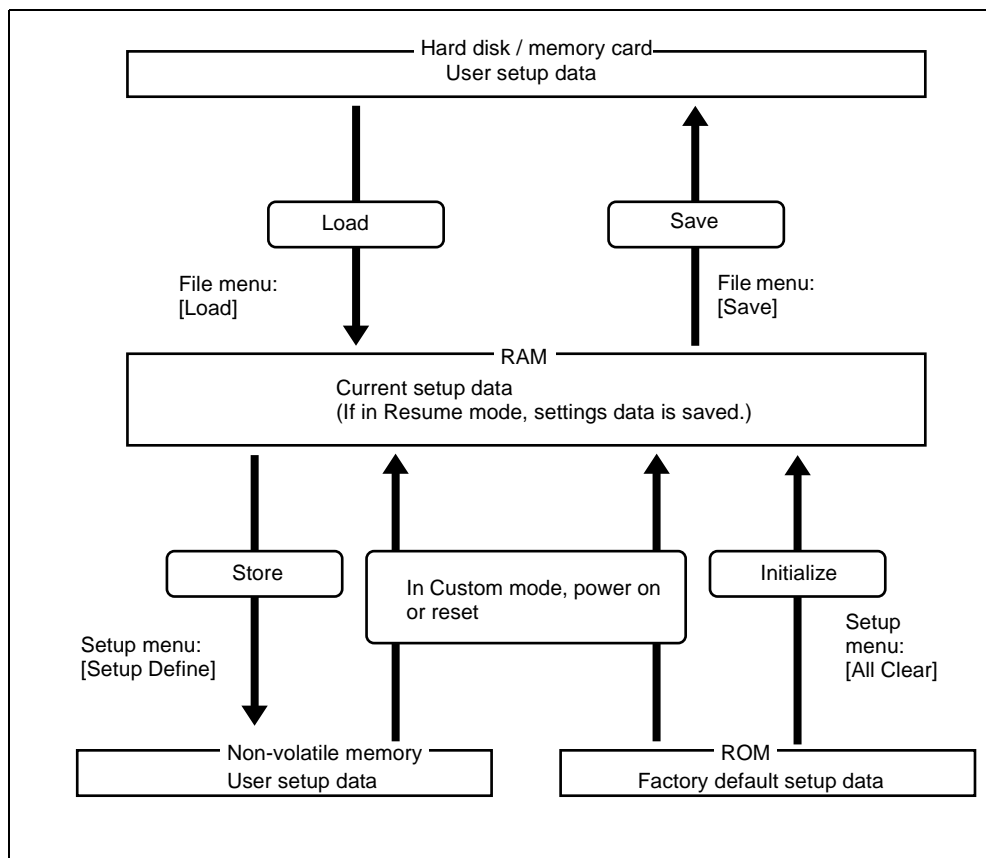 Hard disk / memory card
User setup data
Load
Save
File menu:
[Load]
File menu:
[Save]
RAM
Current setup data
(If in Resume mode, settings data is saved.)
Store
In Custom mode, power on
or reset
Initialize
Setup menu:
[Setup Define]
Setup
menu:
[All Clear]
Non-volatile memory
User setup data
ROM
Factory default setup data